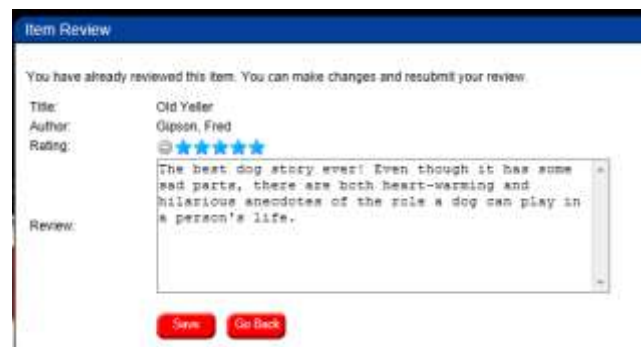 Item Review
You have already reviewed this item. You can make changes and resubmit your review.
Title: Old Yeller
Author: Gipson, Fred
Rating:
The best dog story ever! Even though it has some
sad parts, there are both heart-warming and
hilarious anecdotes of the role a dog can play in
a person's life.
Review:
Save Go Back